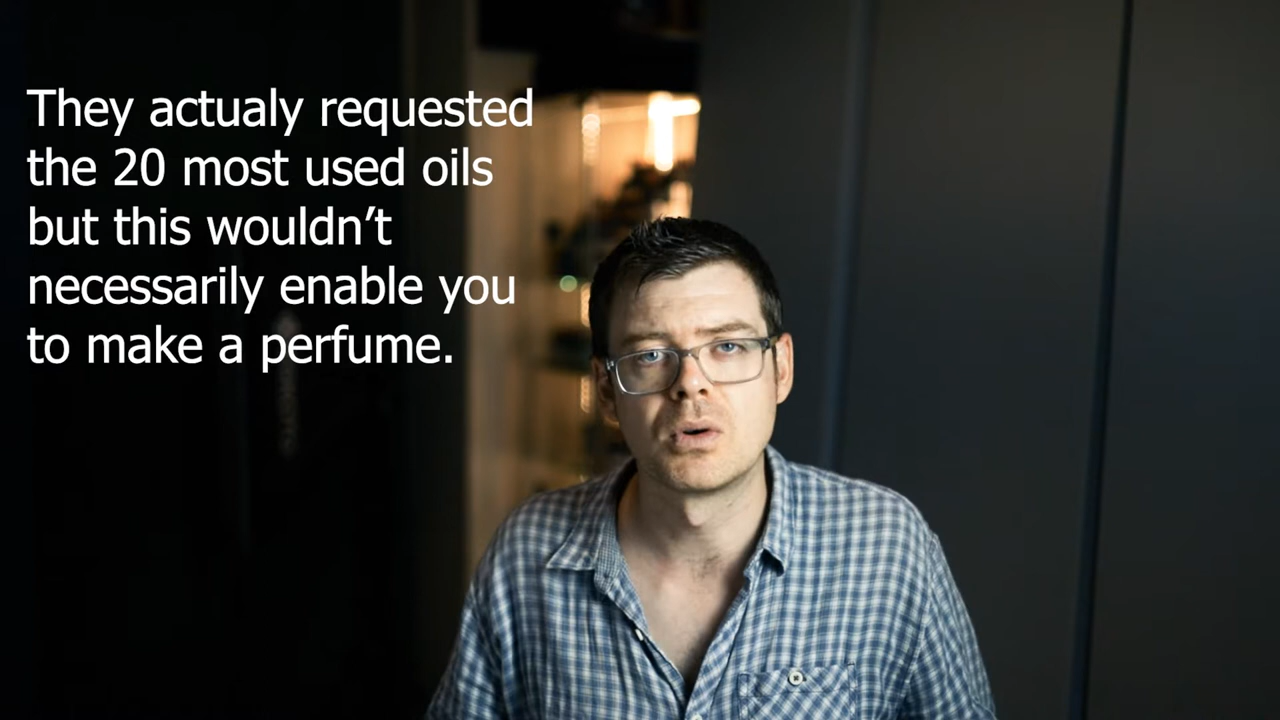 They actualy requested
the 20 most used oils
but this wouldn’t
necessarily enable you
to make a perfume.